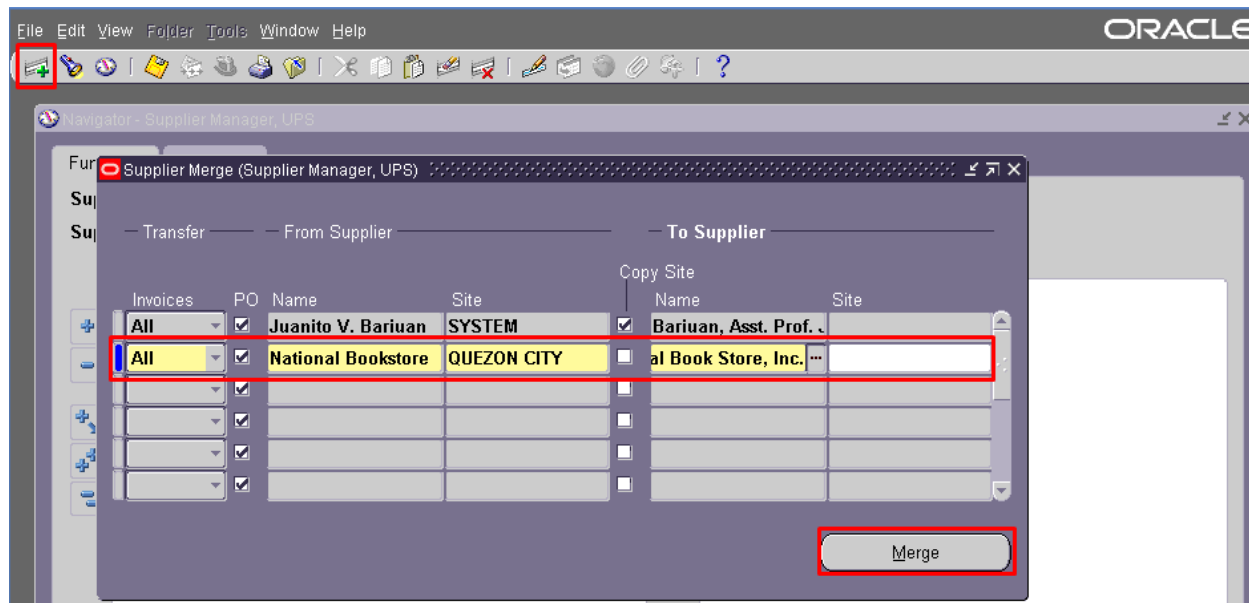 File Edit View Folder Tools Window Help
ORACLE
Navigator - Supplier Manager, UPS
Supplier Merge (Supplier Manager, UPS)
Transfer From Supplier To Supplier
Copy Site
Invoices PO Name Site Name Site
All Juanito V. Bariuan SYSTEM Bariuan, Asst. Prof.
All National Bookstore QUEZON CITY al Book Store, Inc.
Merge